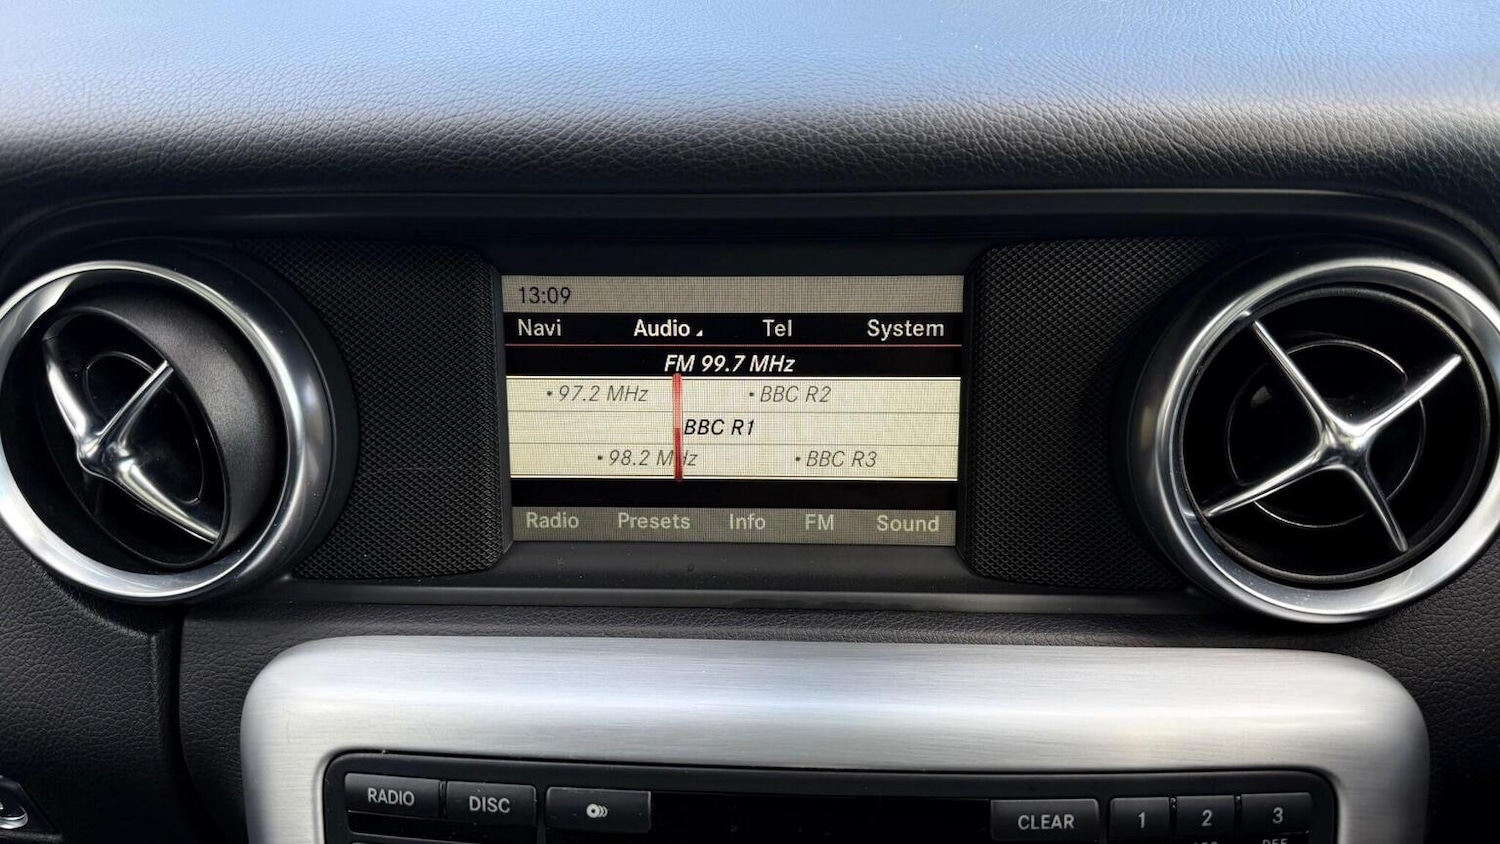 13:09
Navi Audio Tel System
FM 99.7 MHz
• 97.2 MHz • BBC R2
BBC R1
• 98.2 MHz • BBC R3
Radio Presets Info FM Sound
RADIO DISC CLEAR 1 2 3